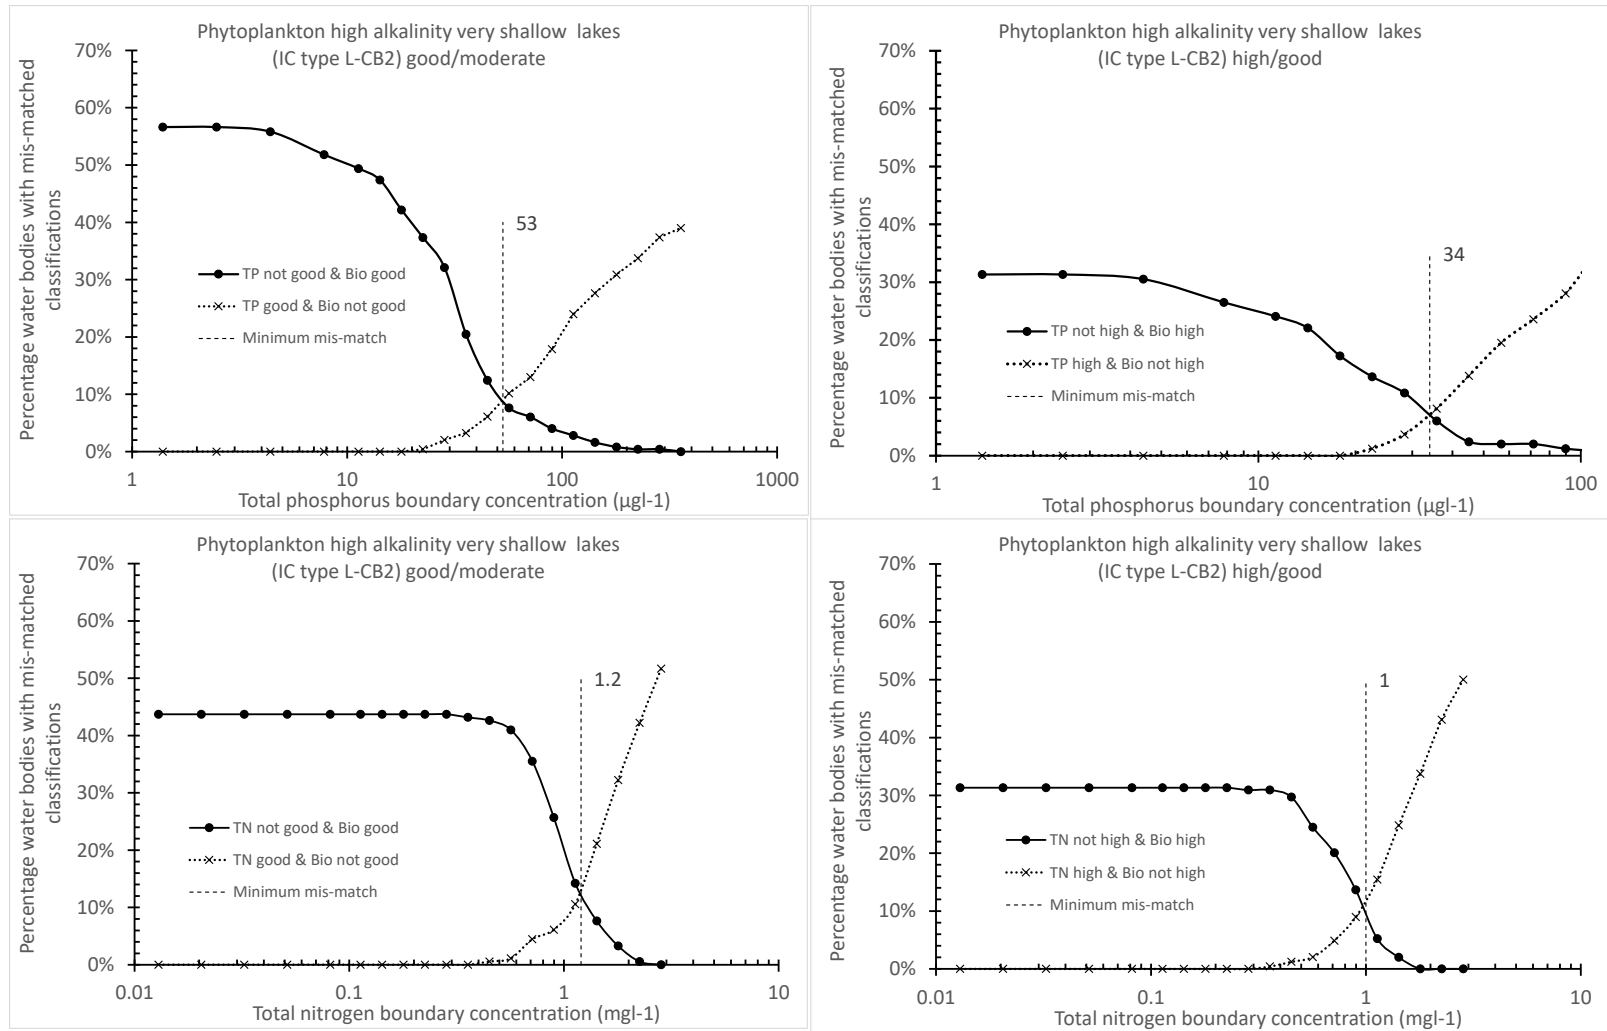 Phytoplankton high alkalinity very shallow lakes
(IC type L-CB2) good/moderate
Percentage water bodies with mis-matched
classifications
70%
60%
50%
40%
30%
20%
10%
0%
53
TP not good & Bio good
TP good & Bio not good
Minimum mis-match
1
10
100
1000
Total phosphorus boundary concentration (µgl-1)
Phytoplankton high alkalinity very shallow lakes
(IC type L-CB2) high/good
Percentage water bodies with mis-matched
classifications
70%
60%
50%
40%
30%
20%
10%
0%
34
TP not high & Bio high
TP high & Bio not high
Minimum mis-match
1
10
100
Total phosphorus boundary concentration (µgl-1)
Phytoplankton high alkalinity very shallow lakes
(IC type L-CB2) good/moderate
Percentage water bodies with mis-matched
classifications
70%
60%
50%
40%
30%
20%
10%
0%
1.2
TN not good & Bio good
TN good & Bio not good
Minimum mis-match
0.01
0.1
1
10
Total nitrogen boundary concentration (mgl-1)
Phytoplankton high alkalinity very shallow lakes
(IC type L-CB2) high/good
Percentage water bodies with mis-matched
classifications
70%
60%
50%
40%
30%
20%
10%
0%
1
TN not high & Bio high
TN high & Bio not high
Minimum mis-match
0.01
0.1
1
10
Total nitrogen boundary concentration (mgl-1)